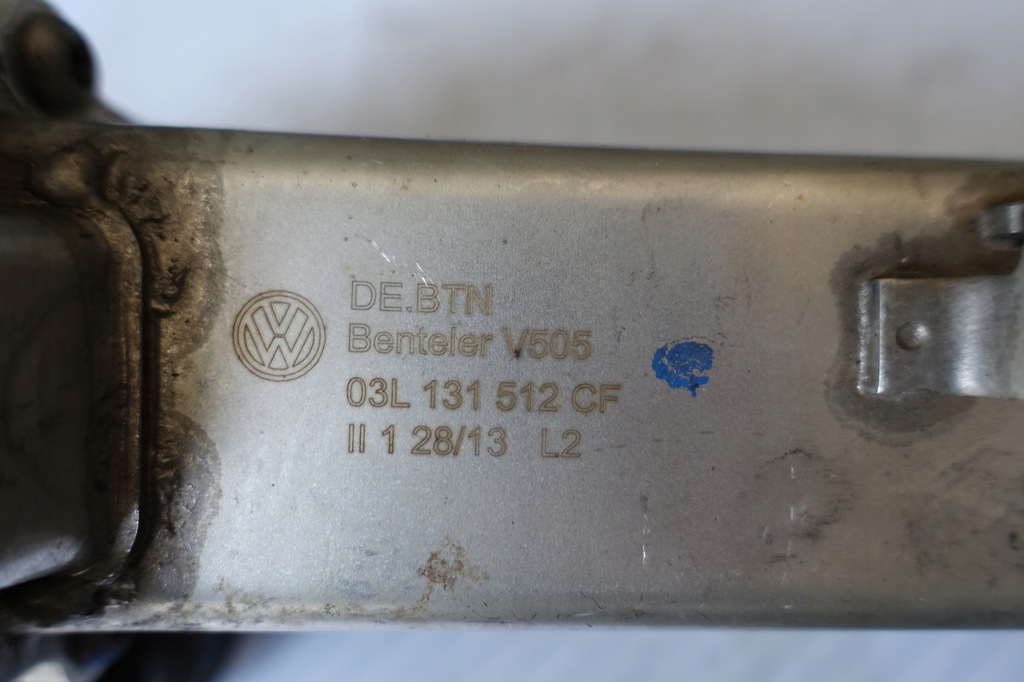 DE.BTN
Benteler V505
03L 131 512 CF
II 1 28/13 L2